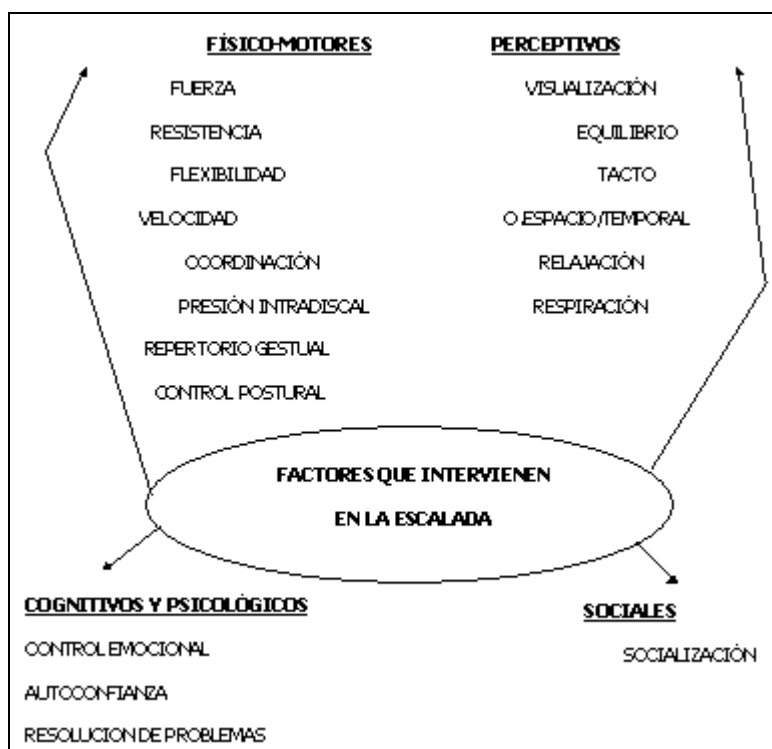 FÍSICO-MOTORES
FUERZA
RESISTENCIA
FLEXIBILIDAD
VELOCIDAD
COORDINACIÓN
PRESIÓN INTRADISCAL
REPERTORIO GESTUAL
CONTROL POSTURAL
PERCEPTIVOS
VISUALIZACIÓN
EQUILIBRIO
TACTO
O.ESPACIO/TEMPORAL
RELAJACIÓN
RESPIRACIÓN
FACTORES QUE INTERVIENEN
EN LA ESCALADA
COGNITIVOS Y PSICOLÓGICOS
CONTROL EMOCIONAL
AUTOCONFIANZA
RESOLUCION DE PROBLEMAS
SOCIALES
SOCIALIZACIÓN